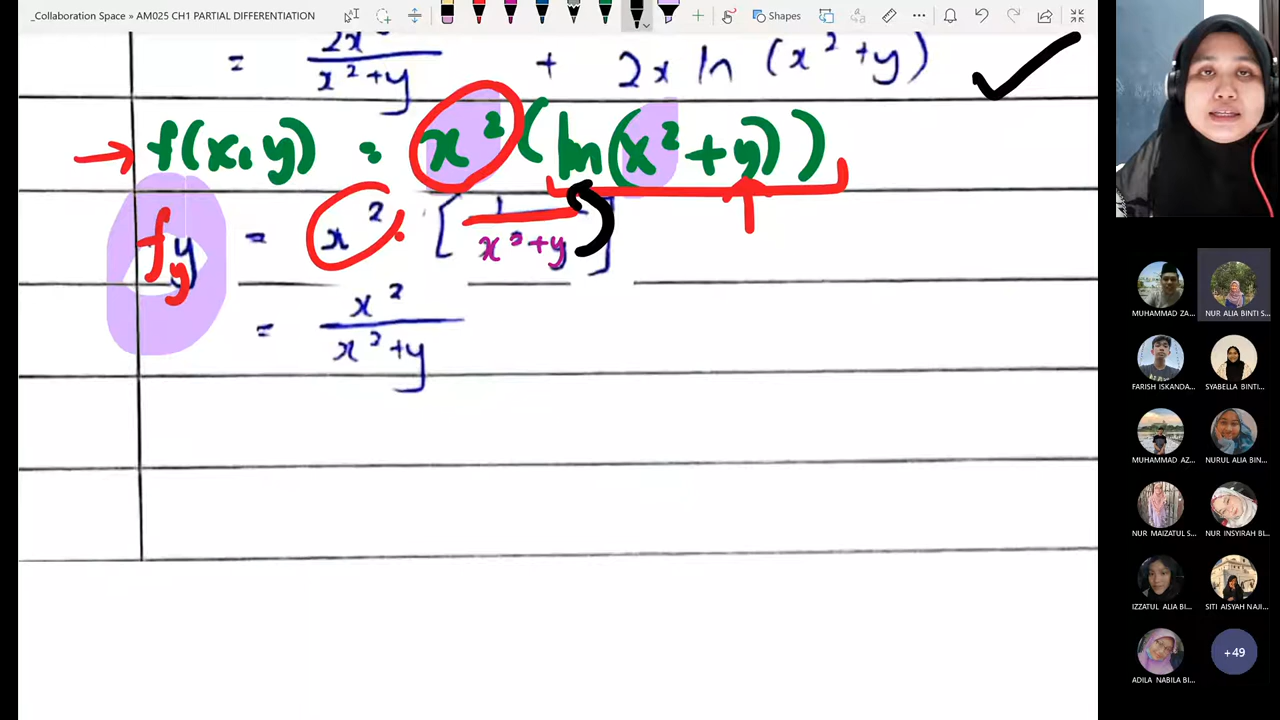 _Collaboration Space » AM025 CH1 PARTIAL DIFFERENTIATION
Shapes
= 2x / x² + y + 2x ln (x² + y)
f(x,y) = x² (ln(x² + y))
fy = x² · [1 / x² + y]
= x² / x² + y
MUHAMMAD ZA...
NUR ALIA BINTI S...
FARISH ISKANDA...
SYABELLA BINTI...
MUHAMMAD AZ...
NURUL ALIA BIN...
NUR MAIZATUL S...
NUR INSYIRAH BI...
IZZATUL ALIA BI...
SITI AISYAH NAJI...
ADILA NABILA BI...
+49